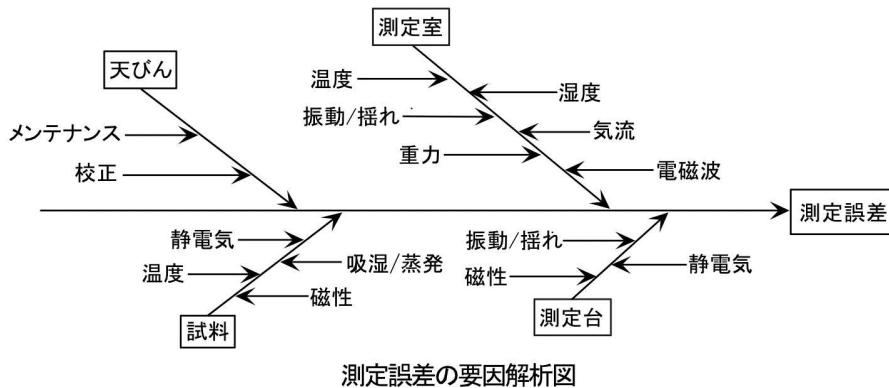 測定室
天びん
温度
湿度
振動/揺れ
メンテナンス
気流
重力
校正
電磁波
測定誤差
静電気
振動/揺れ
吸湿/蒸発
静電気
温度
磁性
磁性
試料
測定台
測定誤差の要因解析図